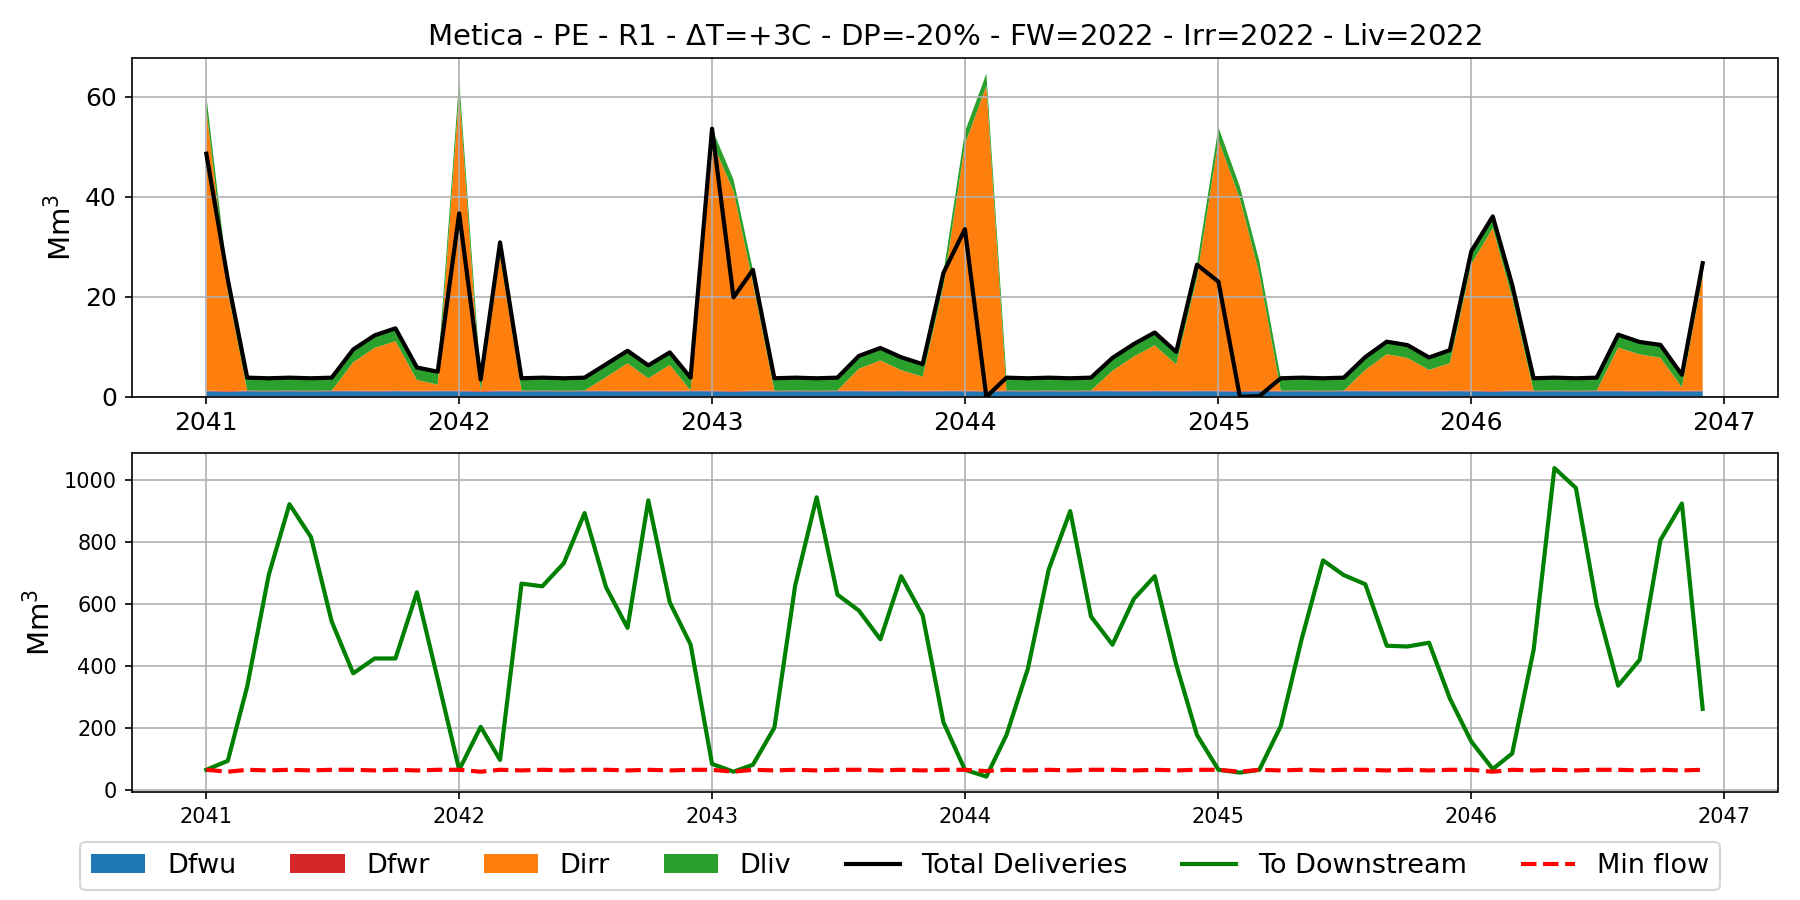 Metica - PE - R1 - ΔT=+3C - DP=-20% - FW=2022 - Irr=2022 - Liv=2022
60
40
20
0
Mm³
2041 2042 2043 2044 2045 2046 2047
1000
800
600
400
200
0
Mm³
2041 2042 2043 2044 2045 2046 2047
Dfwu Dfwr Dirr Dliv Total Deliveries To Downstream Min flow